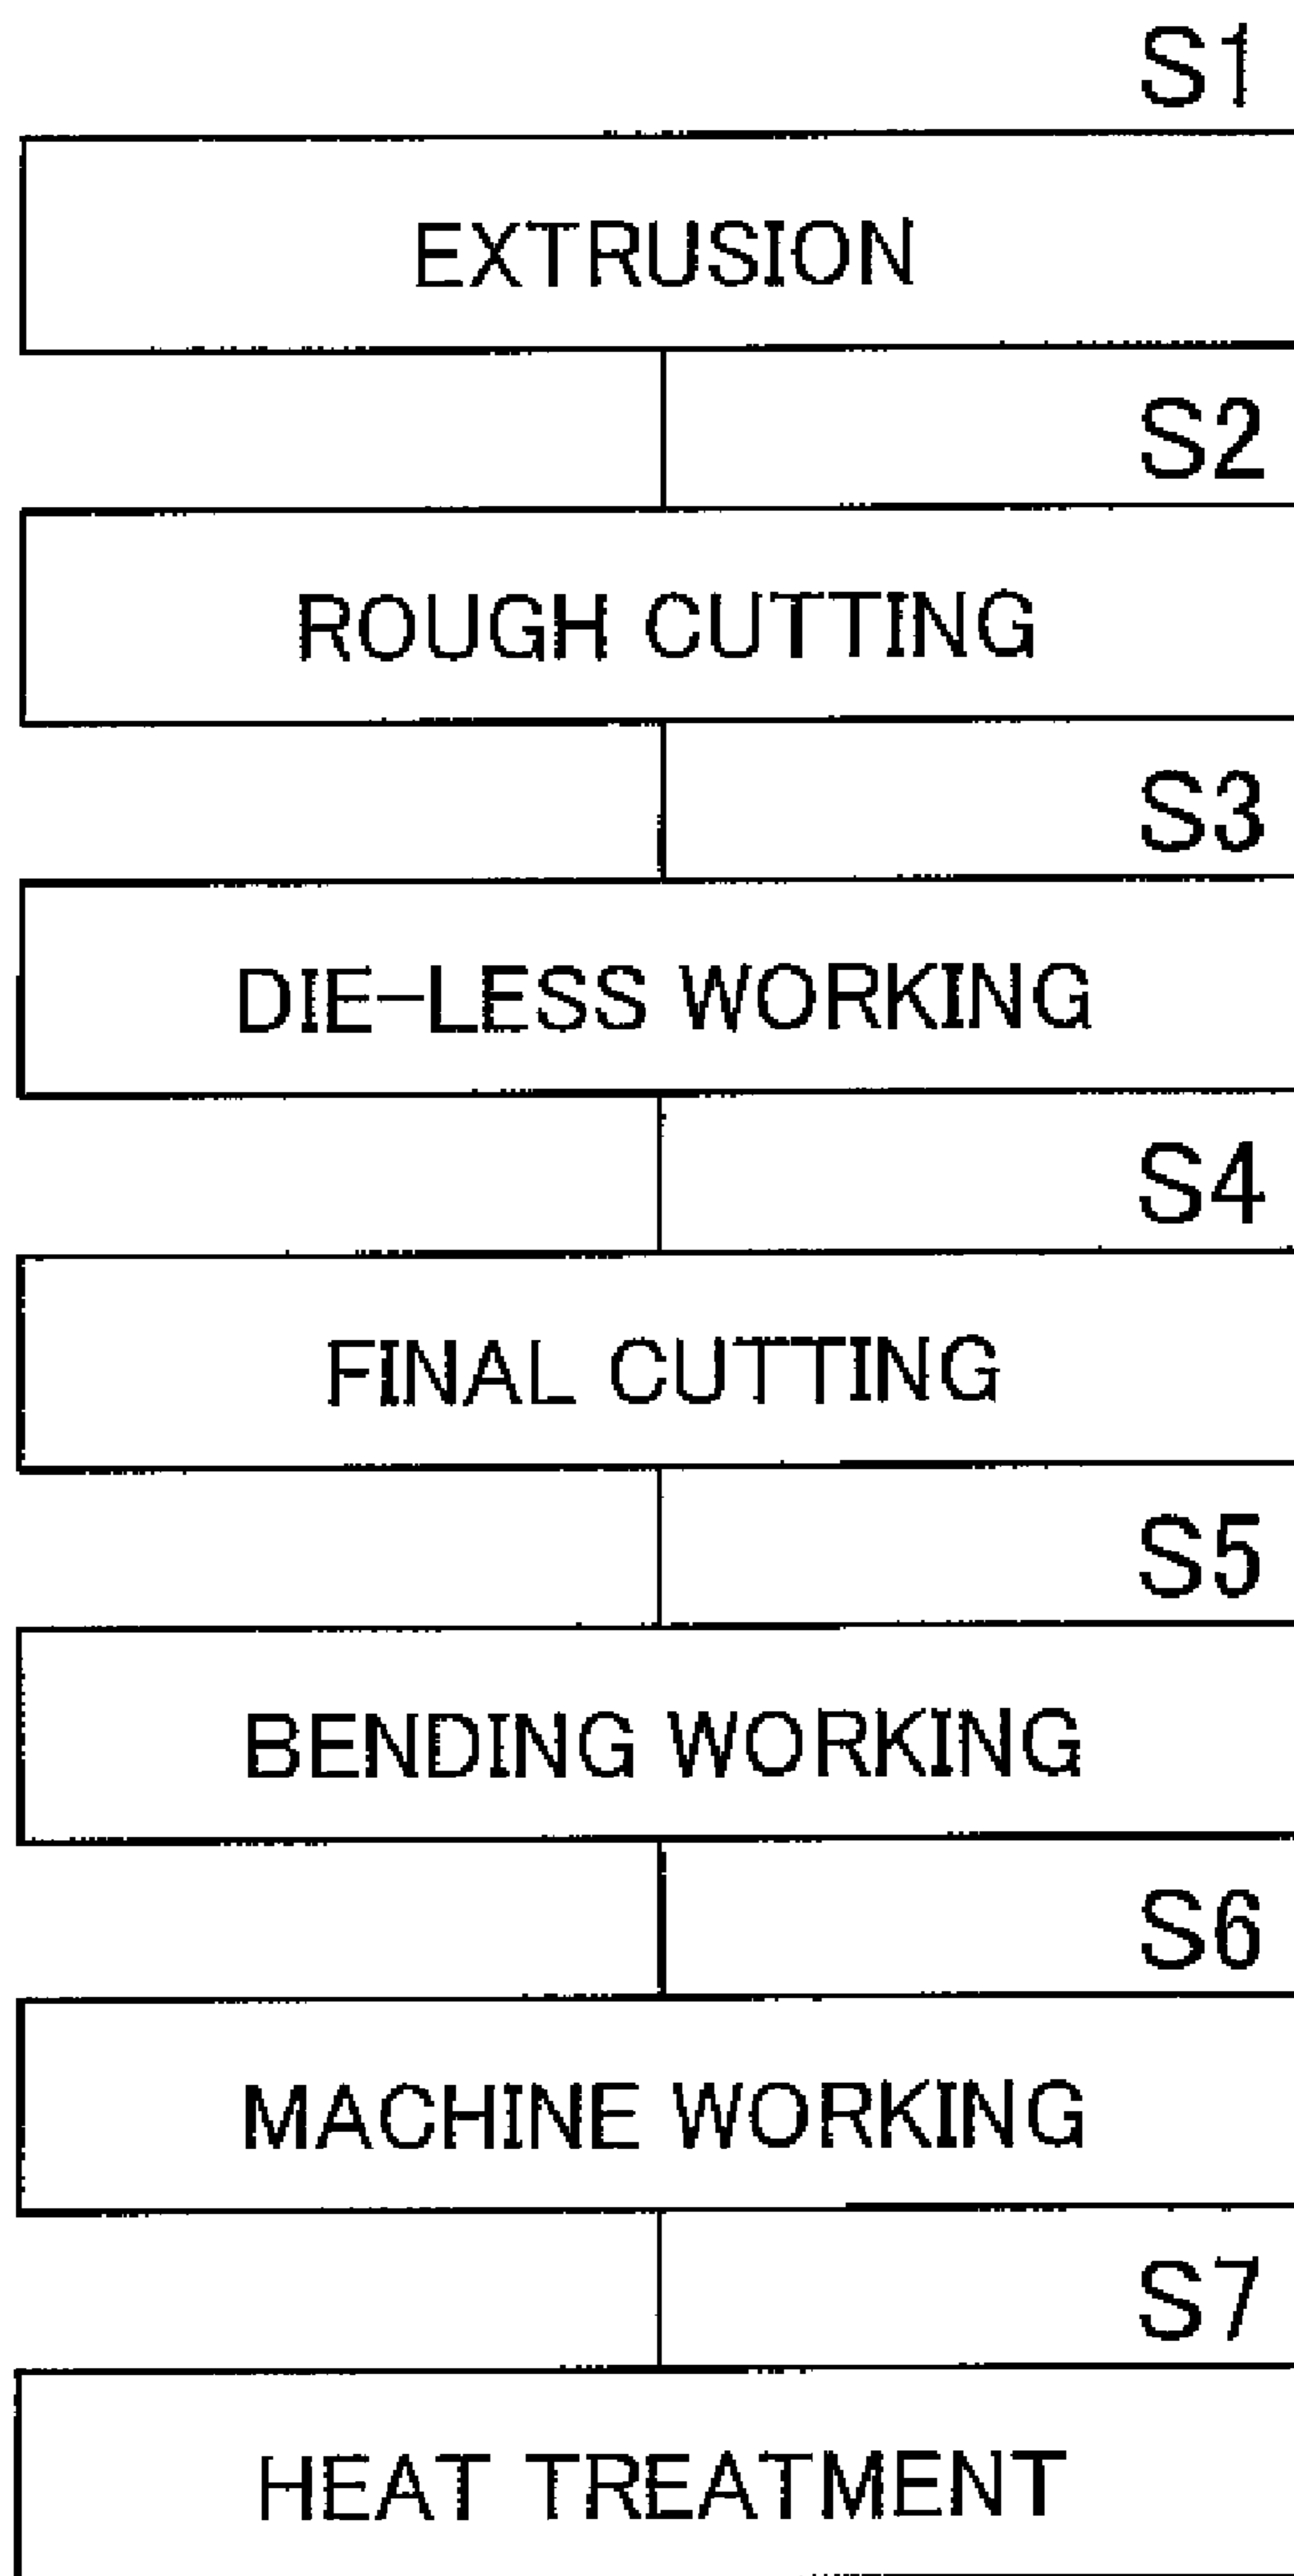 S1
EXTRUSION
S2
ROUGH CUTTING
S3
DIE-LESS WORKING
S4
FINAL CUTTING
S5
BENDING WORKING
S6
MACHINE WORKING
S7
HEAT TREATMENT